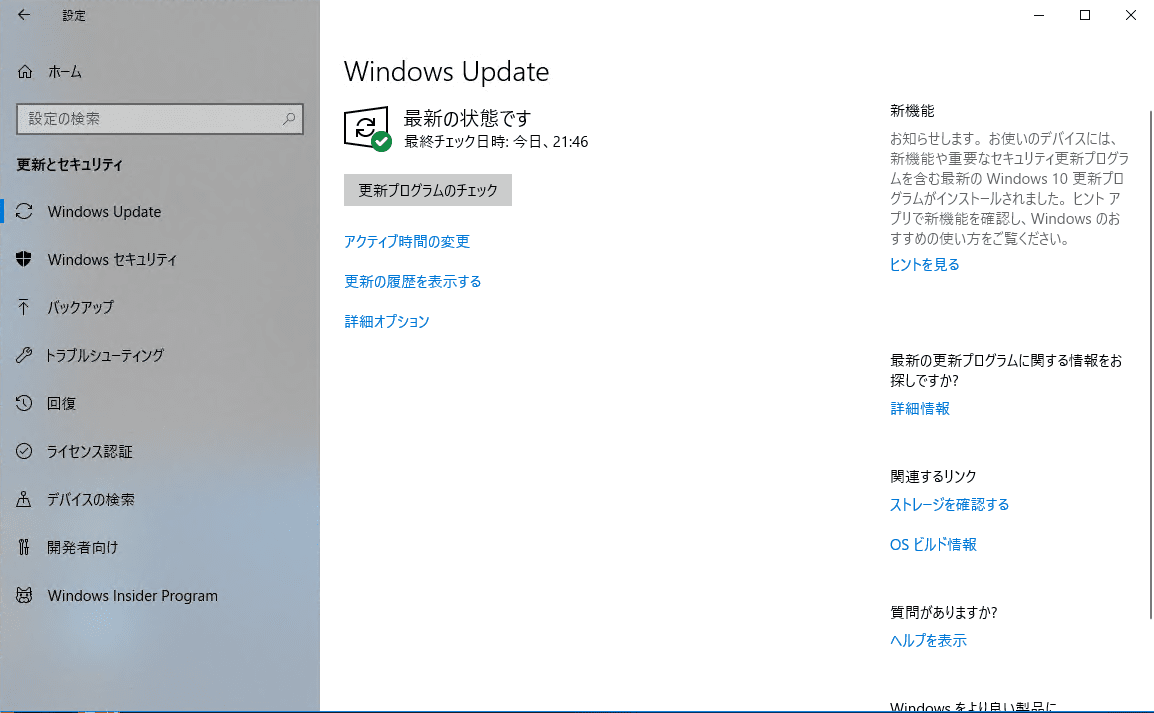 設定
ホーム
設定の検索
更新とセキュリティ
Windows Update
Windows セキュリティ
バックアップ
トラブルシューティング
回復
ライセンス認証
デバイスの検索
開発者向け
Windows Insider Program
Windows Update
最新の状態です
最終チェック日時: 今日、21:46
更新プログラムのチェック
アクティブ時間の変更
更新の履歴を表示する
詳細オプション
新機能
お知らせします。お使いのデバイスには、
新機能や重要なセキュリティ更新プログラ
ムを含む最新の Windows 10 更新プロ
グラムがインストールされました。ヒント ア
プリで新機能を確認し、Windows のお
すすめの使い方をご覧ください。
ヒントを見る
最新の更新プログラムに関する情報をお
探しですか?
詳細情報
関連するリンク
ストレージを確認する
OS ビルド情報
質問がありますか?
ヘルプを表示
Windows をより良い製品に